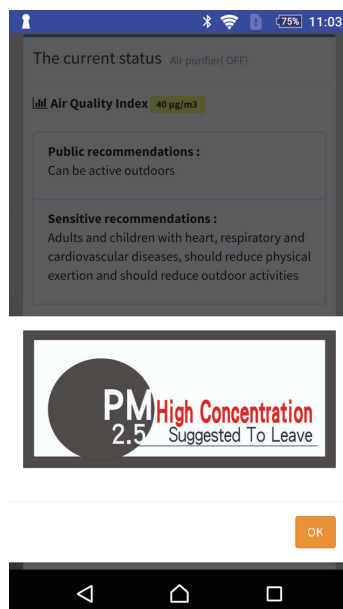 75% 11:03
The current status Air purifier( OFF)
Air Quality Index 40 µg/m3
Public recommendations :
Can be active outdoors
Sensitive recommendations :
Adults and children with heart, respiratory and
cardiovascular diseases, should reduce physical
exertion and should reduce outdoor activities
PM High Concentration
2.5 Suggested To Leave
OK